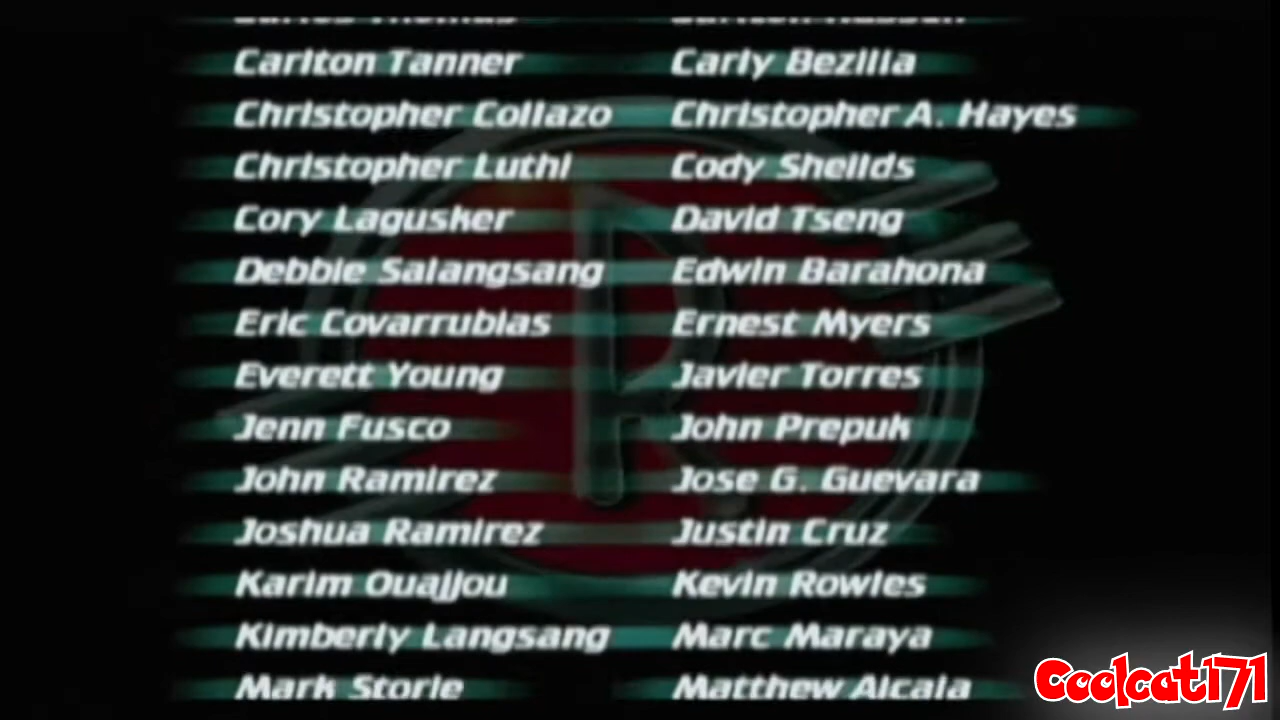 Carlton Tanner Carly Bezilla
Christopher Collazo Christopher A. Hayes
Christopher Luthi Cody Sheilds
Cory Lagusker David Tseng
Debbie Salangsang Edwin Barahona
Eric Covarrubias Ernest Myers
Everett Young Javier Torres
Jenn Fusco John Prepuk
John Ramirez Jose G. Guevara
Joshua Ramirez Justin Cruz
Karim Ouajjou Kevin Rowles
Kimberly Langsang Marc Maraya
Mark Storie Matthew Alcala
Coolcat171